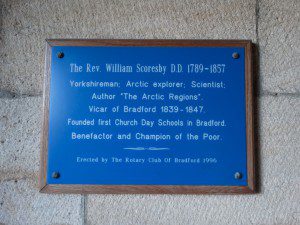 The Rev. William Scoresby D.D. 1789-1857
Yorkshireman; Arctic explorer; Scientist;
Author "The Arctic Regions".
Vicar of Bradford 1839-1847.
Founded first Church Day Schools in Bradford.
Benefactor and Champion of the Poor.
Erected by The Rotary Club Of Bradford 1996